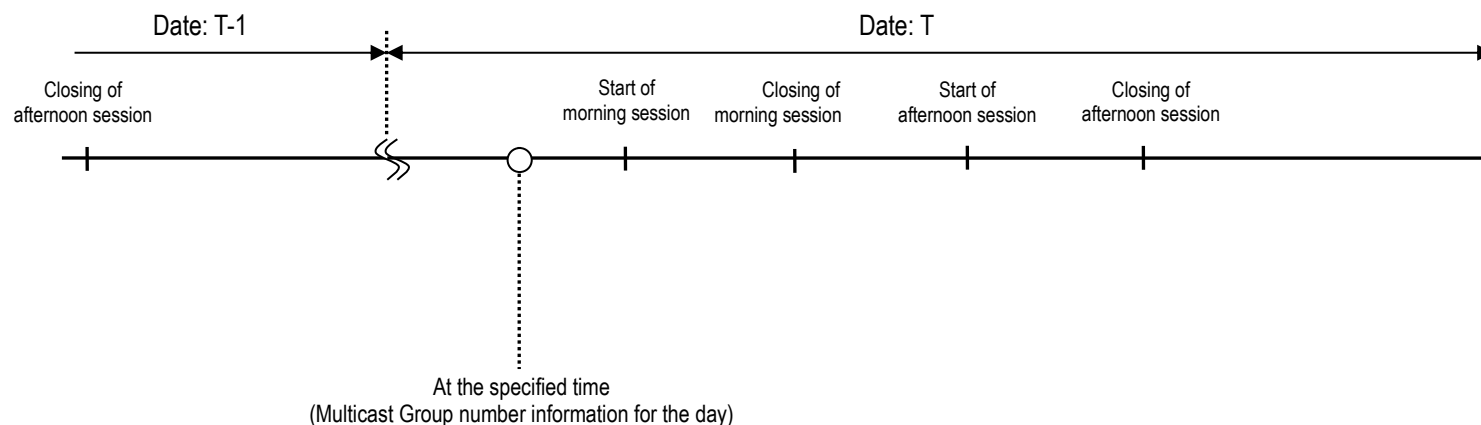 Date: T-1
Date: T
Closing of
afternoon session
Start of
morning session
Closing of
morning session
Start of
afternoon session
Closing of
afternoon session
At the specified time
(Multicast Group number information for the day)